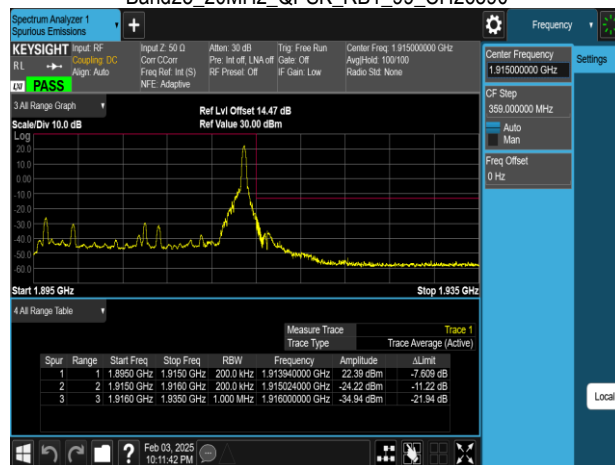 Spectrum Analyzer 1
Spurious Emissions
Frequency
KEYSIGHT
Input: RF
Coupling: DC
Align: Auto
Input Z: 50 Ω
Corr CCorr
Freq Ref: Int (S)
NFE: Adaptive
Atten: 30 dB
Pre: Int off, LNA off
RF Presel: Off
Trig: Free Run
Gate: Off
IF Gain: Low
Center Freq: 1.915000000 GHz
Avg|Hold: 100/100
Radio Std: None
RL
LXI
PASS
Center Frequency
1.915000000 GHz
Settings
CF Step
359.000000 MHz
Auto
Man
Freq Offset
0 Hz
3 All Range Graph
Scale/Div 10.0 dB
Ref Lvl Offset 14.47 dB
Ref Value 30.00 dBm
Log
20.0
10.0
0.00
-10.0
-20.0
-30.0
-40.0
-50.0
-60.0
Start 1.895 GHz
Stop 1.935 GHz
4 All Range Table
Measure Trace Trace 1
Trace Type Trace Average (Active)
Spur Range Start Freq Stop Freq RBW Frequency Amplitude ΔLimit
1 1 1.8950 GHz 1.9150 GHz 200.0 kHz 1.913940000 GHz 22.39 dBm -7.609 dB
2 2 1.9150 GHz 1.9160 GHz 200.0 kHz 1.915024000 GHz -24.22 dBm -11.22 dB
3 3 1.9160 GHz 1.9350 GHz 1.000 MHz 1.916000000 GHz -34.94 dBm -21.94 dB
Local
Feb 03, 2025
10:11:42 PM